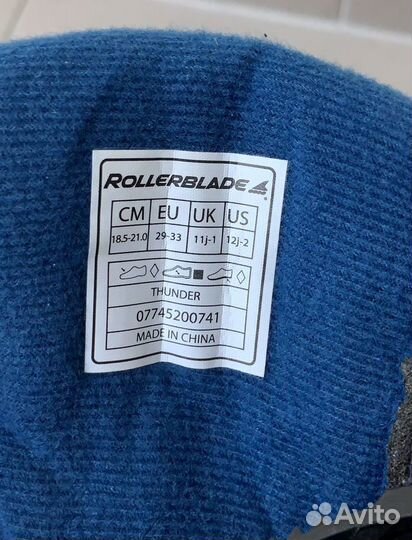 ROLLERBLADE
CM EU UK US
18.5-21.0 29-33 11j-1 12j-2
THUNDER
07745200741
MADE IN CHINA
Avito